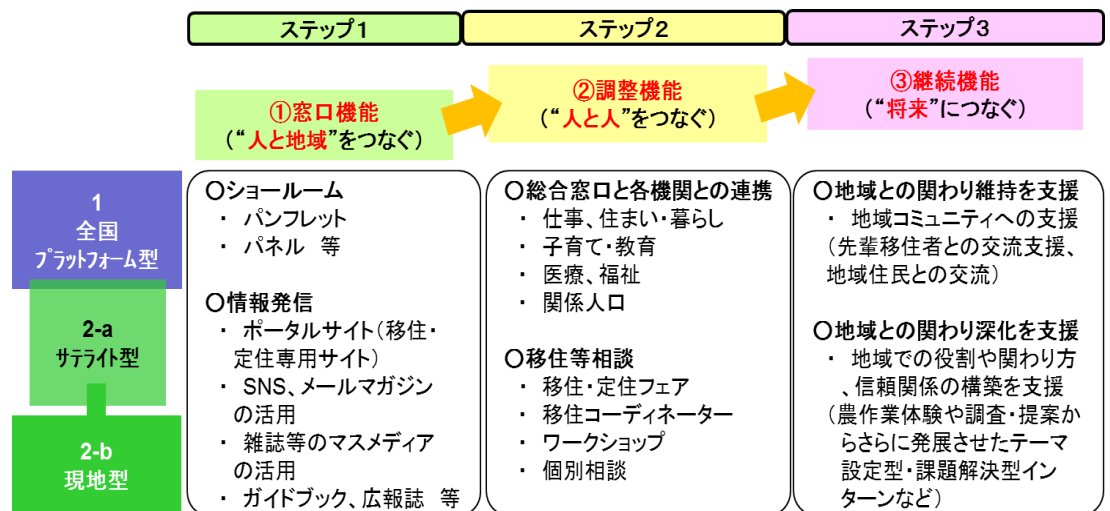 ステップ1
ステップ2
ステップ3
①窓口機能
(“人と地域”をつなぐ)
②調整機能
(“人と人”をつなぐ)
③継続機能
(“将来”につなぐ)
1
全国
プラットフォーム型
2-a
サテライト型
2-b
現地型
○ショールーム
・ パンフレット
・ パネル 等
○情報発信
・ ポータルサイト(移住・
定住専用サイト)
・ SNS、メールマガジン
の活用
・ 雑誌等のマスメディア
の活用
・ ガイドブック、広報誌 等
○総合窓口と各機関との連携
・ 仕事、住まい・暮らし
・ 子育て・教育
・ 医療、福祉
・ 関係人口
○移住等相談
・ 移住・定住フェア
・ 移住コーディネーター
・ ワークショップ
・ 個別相談
○地域との関わり維持を支援
・ 地域コミュニティへの支援
(先輩移住者との交流支援、
地域住民との交流)
○地域との関わり深化を支援
・ 地域での役割や関わり方
、信頼関係の構築を支援
(農作業体験や調査・提案か
らさらに発展させたテーマ
設定型・課題解決型イン
ターンなど)